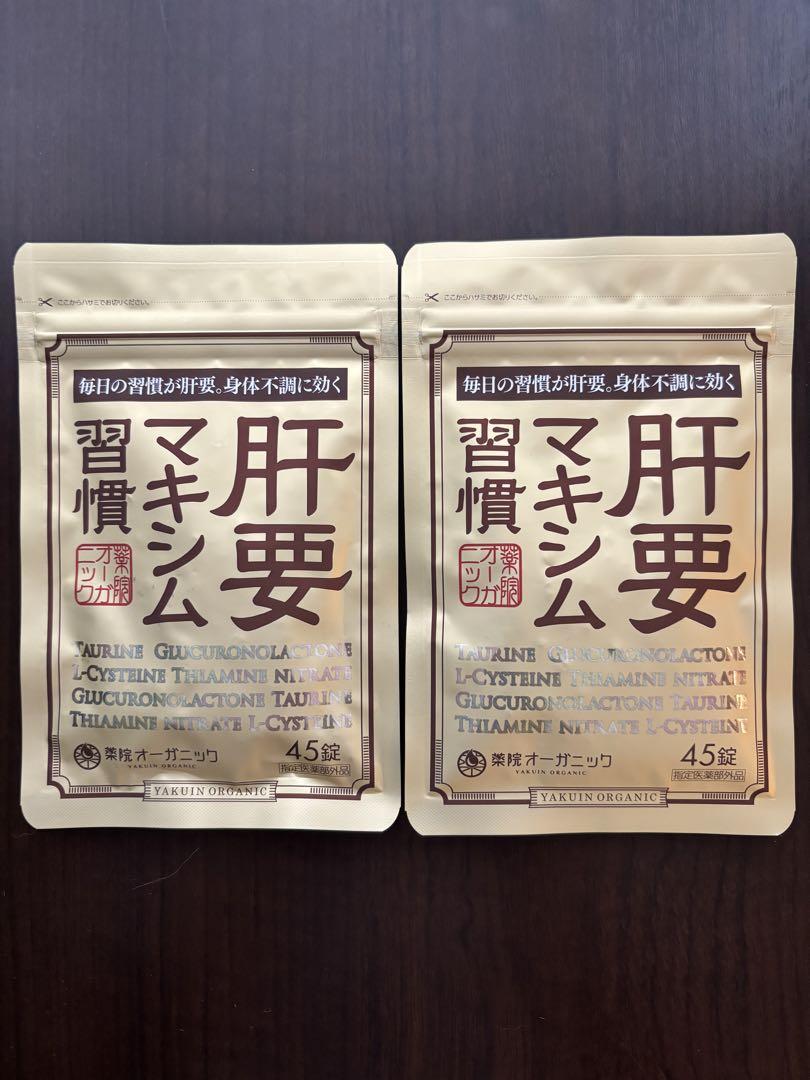 ここからハサミでお切りください。
毎日の習慣が肝要。身体不調に効く
肝要
マキシム
習慣
薬院
オーガ
ニック
TAURINE GLUCURONOLACTONE
L-CYSTEINE THIAMINE NITRATE
GLUCURONOLACTONE TAURINE
THIAMINE NITRATE L-CYSTEINE
薬院オーガニック
YAKUIN ORGANIC
45錠
指定医薬部外品
YAKUIN ORGANIC
ここからハサミでお切りください。
毎日の習慣が肝要。身体不調に効く
肝要
マキシム
習慣
薬院
オーガ
ニック
TAURINE GLUCURONOLACTONE
L-CYSTEINE THIAMINE NITRATE
GLUCURONOLACTONE TAURINE
THIAMINE NITRATE L-CYSTEINE
薬院オーガニック
YAKUIN ORGANIC
45錠
指定医薬部外品
YAKUIN ORGANIC